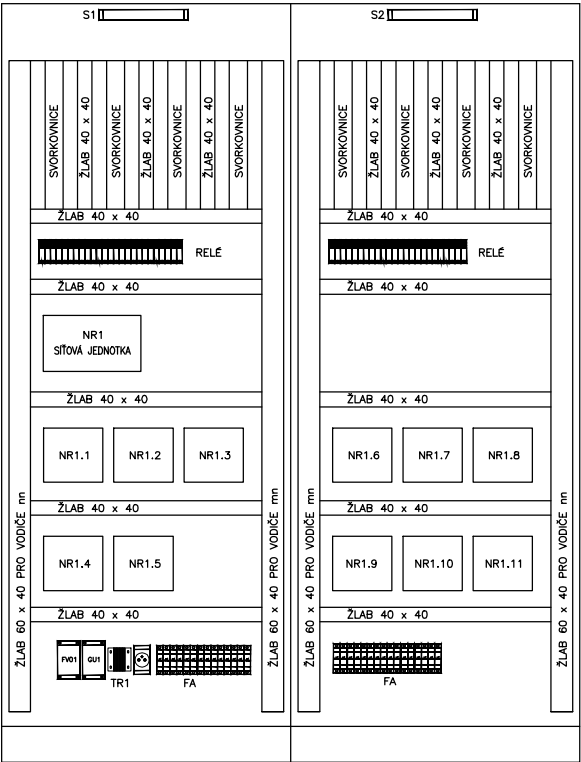 S1
S2
SVORKOVNICE
ŽLAB 40 x 40
SVORKOVNICE
ŽLAB 40 x 40
SVORKOVNICE
ŽLAB 40 x 40
SVORKOVNICE
SVORKOVNICE
ŽLAB 40 x 40
SVORKOVNICE
ŽLAB 40 x 40
SVORKOVNICE
ŽLAB 40 x 40
SVORKOVNICE
ŽLAB 40 x 40
ŽLAB 40 x 40
RELÉ
RELÉ
ŽLAB 40 x 40
ŽLAB 40 x 40
NR1
SÍŤOVÁ JEDNOTKA
ŽLAB 40 x 40
ŽLAB 40 x 40
NR1.1
NR1.2
NR1.3
NR1.6
NR1.7
NR1.8
ŽLAB 40 x 40
ŽLAB 40 x 40
NR1.4
NR1.5
NR1.9
NR1.10
NR1.11
ŽLAB 40 x 40
ŽLAB 40 x 40
ŽLAB 60 x 40 PRO VODIČE nn
ŽLAB 60 x 40 PRO VODIČE mn
ŽLAB 60 x 40 PRO VODIČE nn
ŽLAB 60 x 40 PRO VODIČE mn
FV01
GU1
TR1
FA
FA